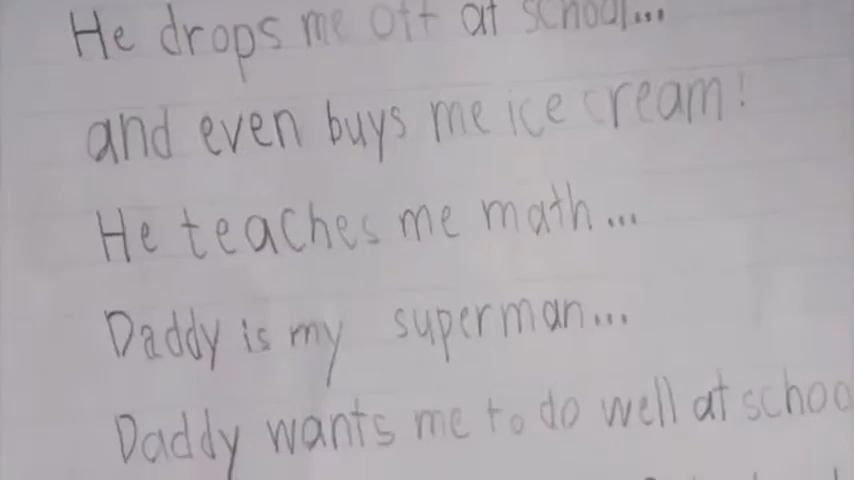 He drops me off at school...
and even buys me ice cream!
He teaches me math...
Daddy is my superman...
Daddy wants me to do well at schoo